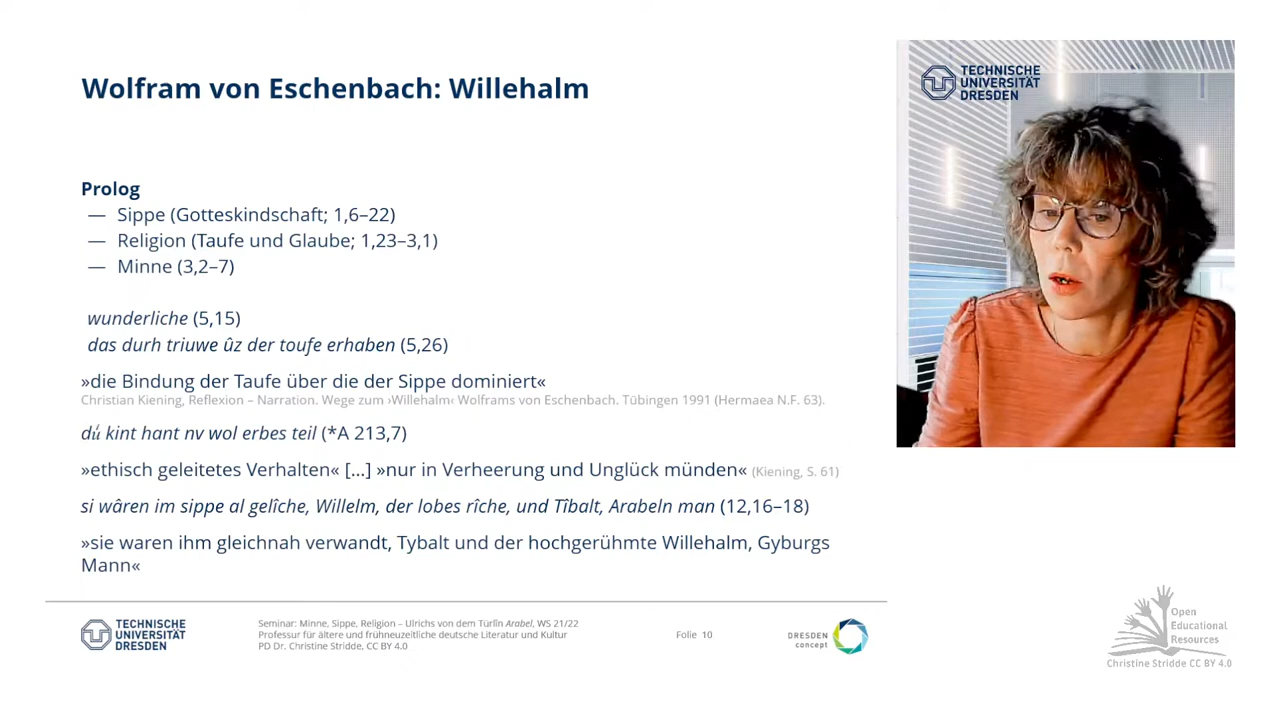 Wolfram von Eschenbach: Willehalm
Prolog
— Sippe (Gotteskindschaft; 1,6–22)
— Religion (Taufe und Glaube; 1,23–3,1)
— Minne (3,2–7)
wunderliche (5,15)
das durh triuwe ûz der toufe erhaben (5,26)
»die Bindung der Taufe über die der Sippe dominiert«
Christian Kiening, Reflexion – Narration. Wege zum ›Willehalm‹ Wolframs von Eschenbach. Tübingen 1991 (Hermaea N.F. 63).
kint hant nv wol erbes teil (*A 213,7)
»ethisch geleitetes Verhalten« [...] »nur in Verheerung und Unglück münden« (Kiening, S. 61)
si wâren im sippe al gelîche, Willelm, der lobes rîche, und Tîbalt, Arabeln man (12,16–18)
»sie waren ihm gleichnah verwandt, Tybalt und der hochgerühmte Willehalm, Gyburgs
Mann«
TECHNISCHE
UNIVERSITÄT
DRESDEN
Seminar: Minne, Sippe, Religion – Ulrichs von dem Türlin Arabel, WS 21/22
Professur für ältere und frühneuzeitliche deutsche Literatur und Kultur
PD Dr. Christine Stridde, CC BY 4.0
Folie 10
DRESDEN
concept
TECHNISCHE
UNIVERSITÄT
DRESDEN
Open
Educational
Resources
Christine Stridde CC BY 4.0